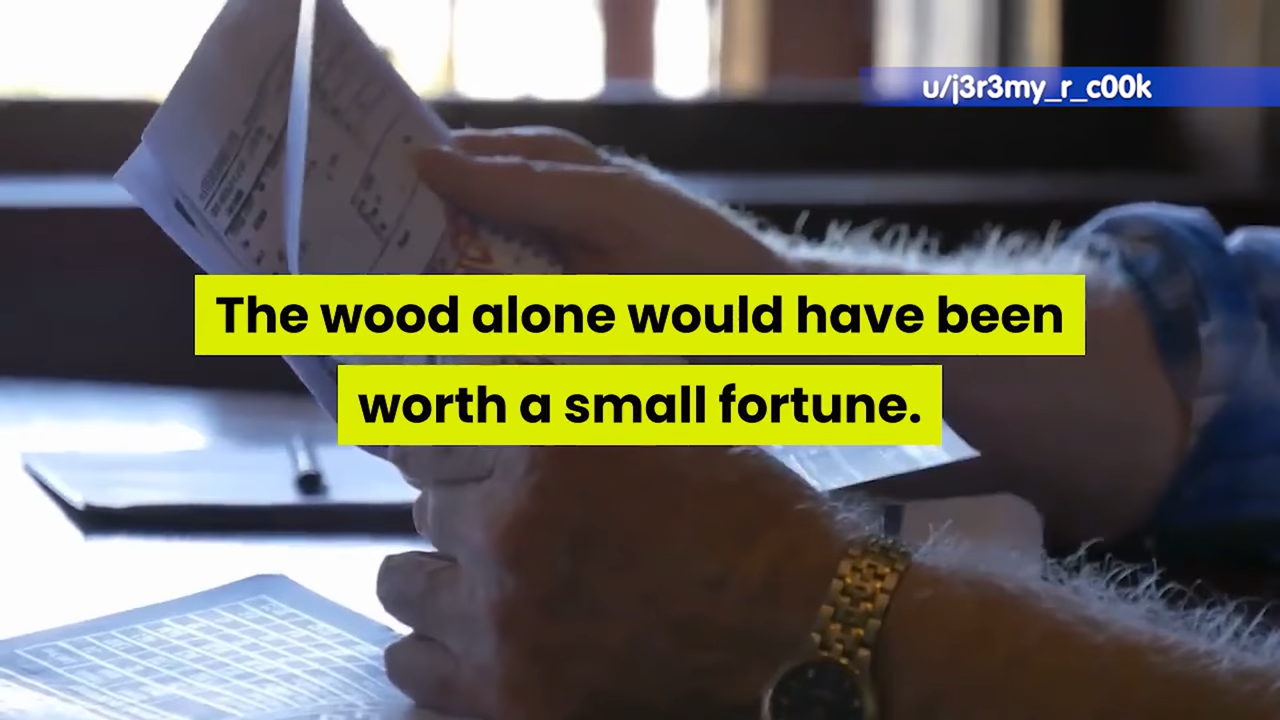 u/j3r3my_r_c00k
The wood alone would have been
worth a small fortune.